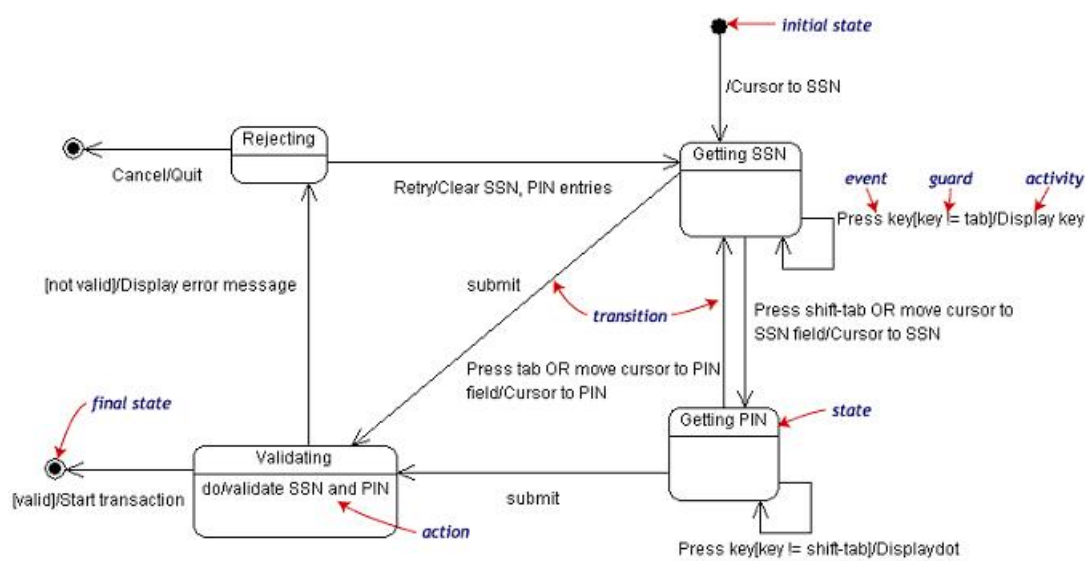 initial state
/Cursor to SSN
Rejecting
Getting SSN
Cancel/Quit
Retry/Clear SSN, PIN entries
event
guard
activity
Press key[key != tab]/Display key
[not valid]/Display error message
submit
transition
Press shift-tab OR move cursor to
SSN field/Cursor to SSN
Press tab OR move cursor to PIN
field/Cursor to PIN
final state
Getting PIN
state
Validating
do/validate SSN and PIN
[valid]/Start transaction
submit
action
Press key[key != shift-tab]/Displaydot